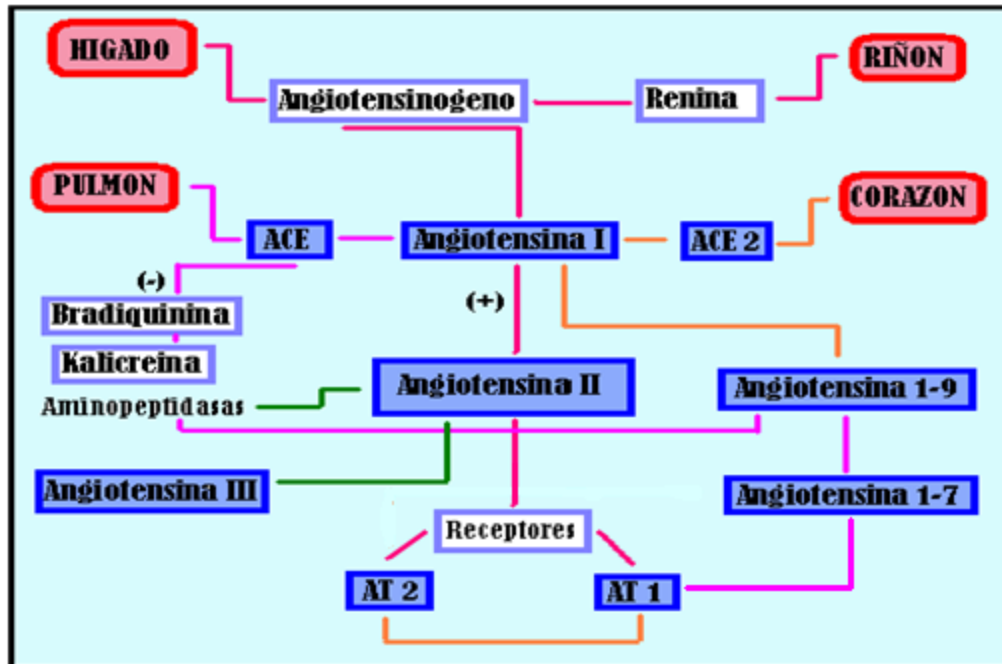 HIGADO
RIÑON
Angiotensinogeno
Renina
PULMON
CORAZON
ACE
Angiotensina I
ACE 2
(-)
(+)
Bradiquinina
Kalicreina
Angiotensina II
Angiotensina 1-9
Aminopeptidasas
Angiotensina III
Angiotensina 1-7
Receptores
AT 2
AT 1